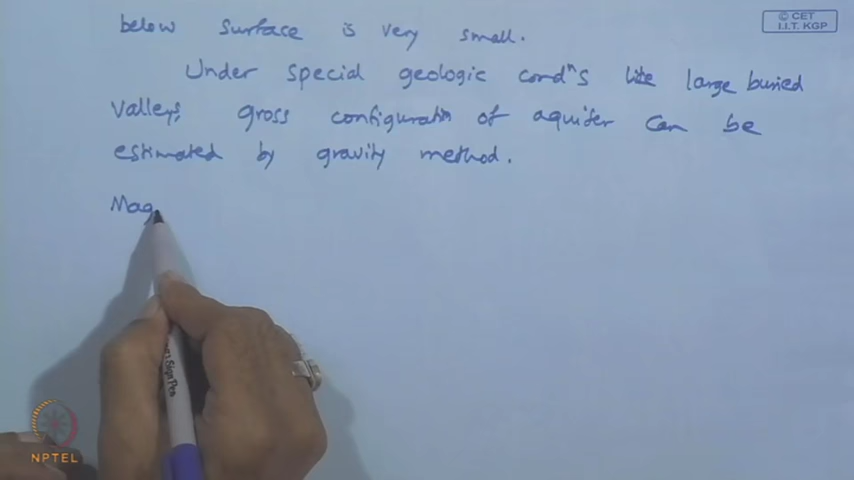 © CET
I.I.T. KGP
below surface is very small.
Under special geologic condⁿs like large buried
valleys, gross configuratn of aquifer can be
estimated by gravity method.
Mag
NPTEL